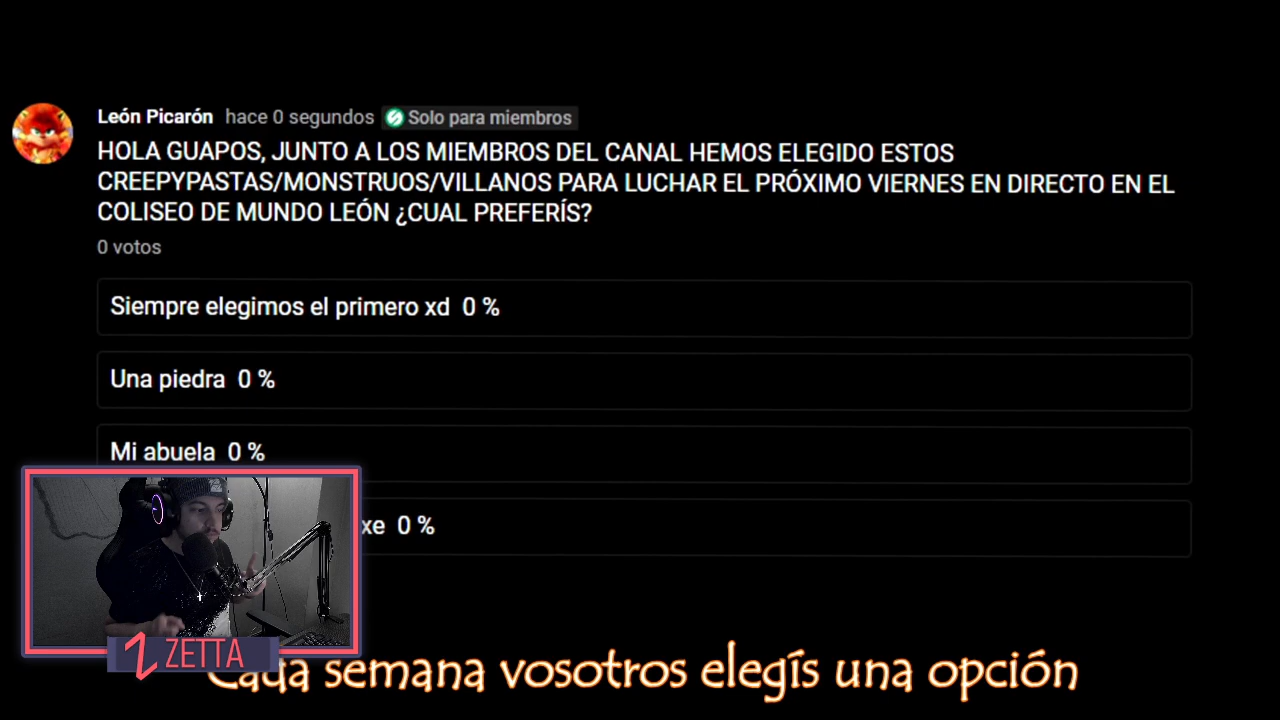 León Picarón hace 0 segundos Solo para miembros
HOLA GUAPOS, JUNTO A LOS MIEMBROS DEL CANAL HEMOS ELEGIDO ESTOS
CREEPYPASTAS/MONSTRUOS/VILLANOS PARA LUCHAR EL PRÓXIMO VIERNES EN DIRECTO EN EL
COLISEO DE MUNDO LEÓN ¿CUAL PREFERÍS?
0 votos
Siempre elegimos el primero xd 0 %
Una piedra 0 %
Mi abuela 0 %
xe 0 %
ZETTA
Cada semana vosotros elegís una opción